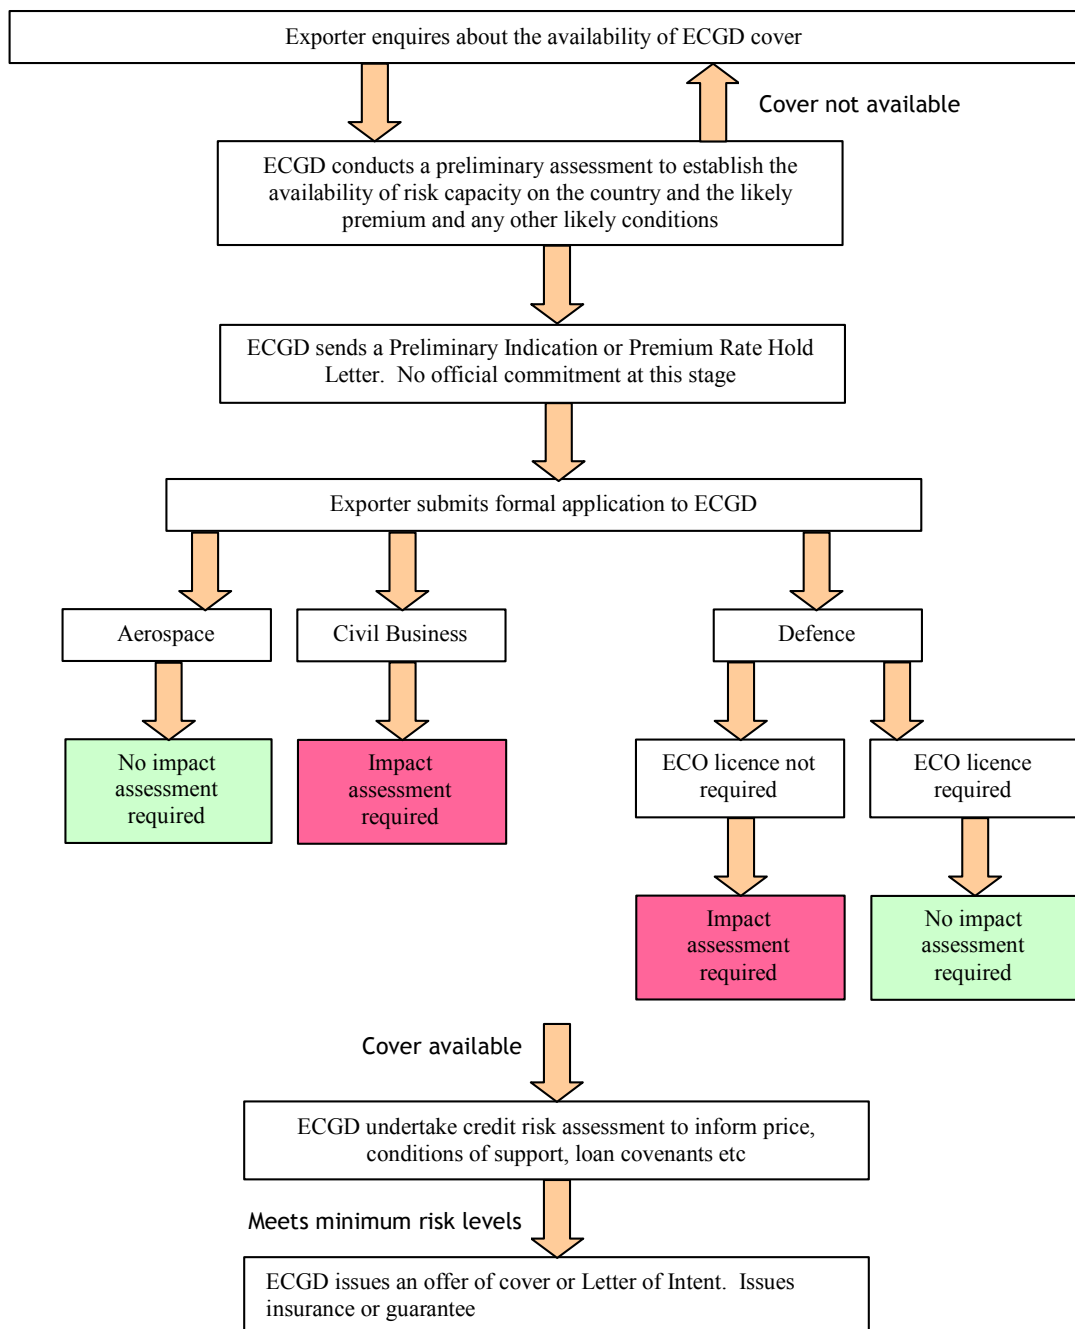 Exporter enquires about the availability of ECGD cover
Cover not available
ECGD conducts a preliminary assessment to establish the
availability of risk capacity on the country and the likely
premium and any other likely conditions
ECGD sends a Preliminary Indication or Premium Rate Hold
Letter.  No official commitment at this stage
Exporter submits formal application to ECGD
Aerospace
Civil Business
Defence
No impact
assessment
required
Impact
assessment
required
ECO licence not
required
ECO licence
required
Impact
assessment
required
No impact
assessment
required
Cover available
ECGD undertake credit risk assessment to inform price,
conditions of support, loan covenants etc
Meets minimum risk levels
ECGD issues an offer of cover or Letter of Intent.  Issues
insurance or guarantee